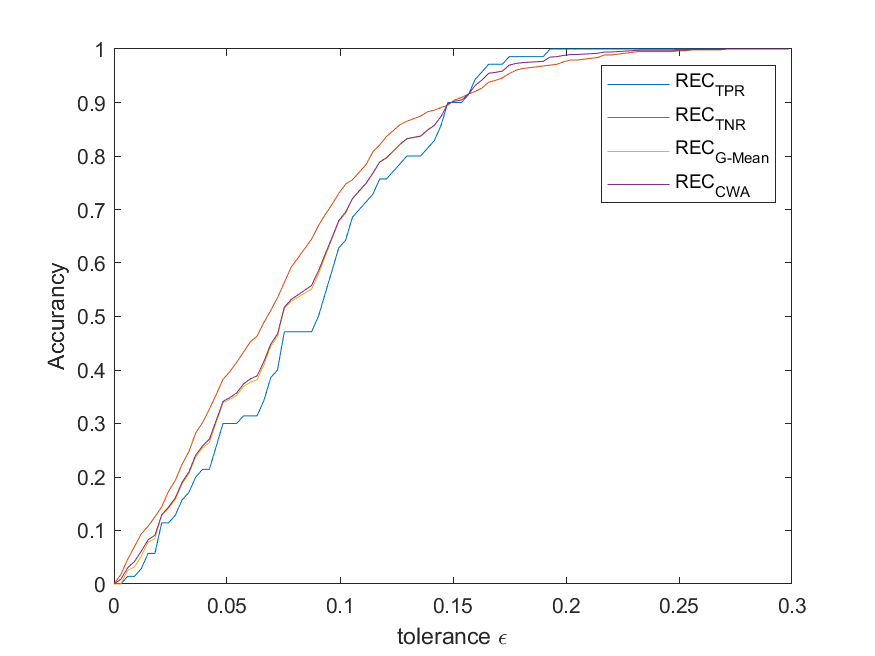 1
0.9
0.8
0.7
0.6
0.5
0.4
0.3
0.2
0.1
0
Accurancy
REC_TPR
REC_TNR
REC_G-Mean
REC_CWA
0 0.05 0.1 0.15 0.2 0.25 0.3
tolerance ϵ